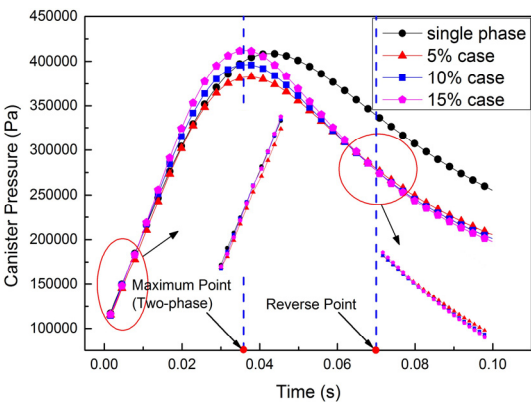 450000
400000
350000
300000
250000
200000
150000
100000
Canister Pressure (Pa)
single phase
5% case
10% case
15% case
Maximum Point
(Two-phase)
Reverse Point
0.00
0.02
0.04
0.06
0.08
0.10
Time (s)